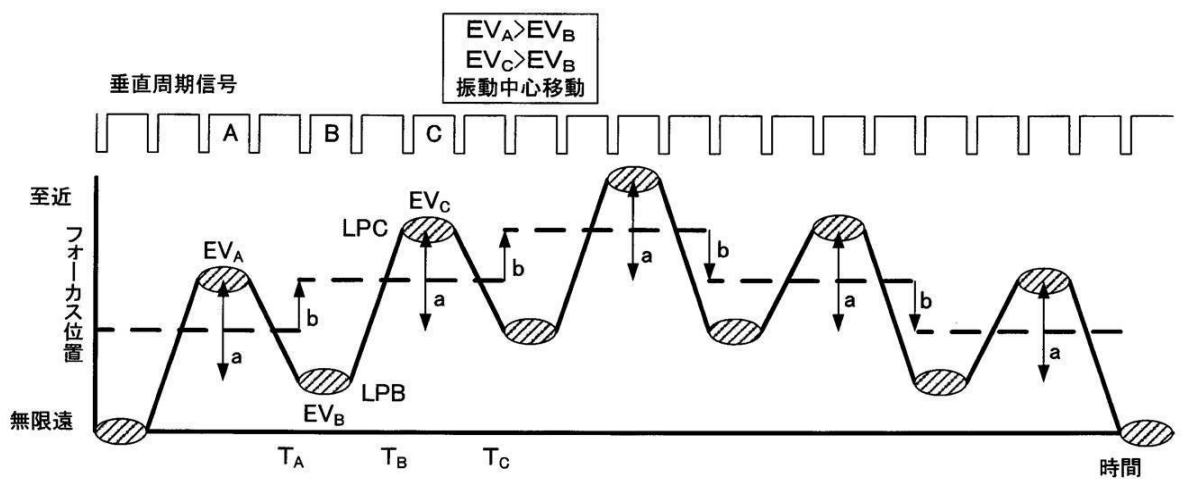 EVA>EVB
EVC>EVB
振動中心移動
垂直周期信号
A B C
至近
フォーカス位置
無限遠
EVA
a
b
EVB
LPB
LPC
EVC
a
b
a
b
a
b
a
TA TB TC
時間